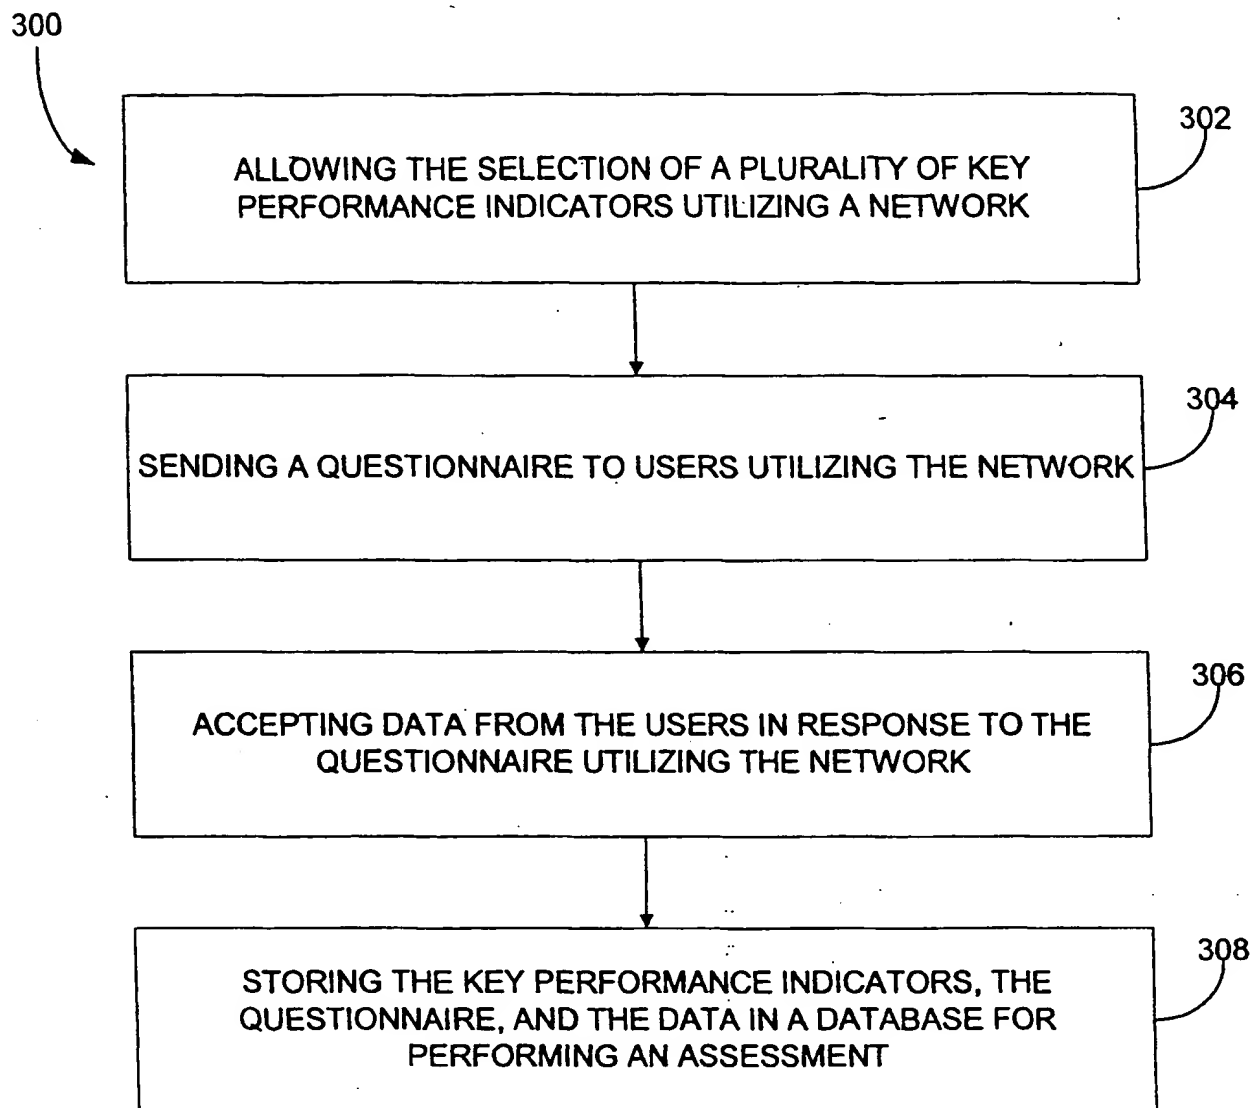 300
302
ALLOWING THE SELECTION OF A PLURALITY OF KEY
PERFORMANCE INDICATORS UTILIZING A NETWORK
304
SENDING A QUESTIONNAIRE TO USERS UTILIZING THE NETWORK
306
ACCEPTING DATA FROM THE USERS IN RESPONSE TO THE
QUESTIONNAIRE UTILIZING THE NETWORK
308
STORING THE KEY PERFORMANCE INDICATORS, THE
QUESTIONNAIRE, AND THE DATA IN A DATABASE FOR
PERFORMING AN ASSESSMENT